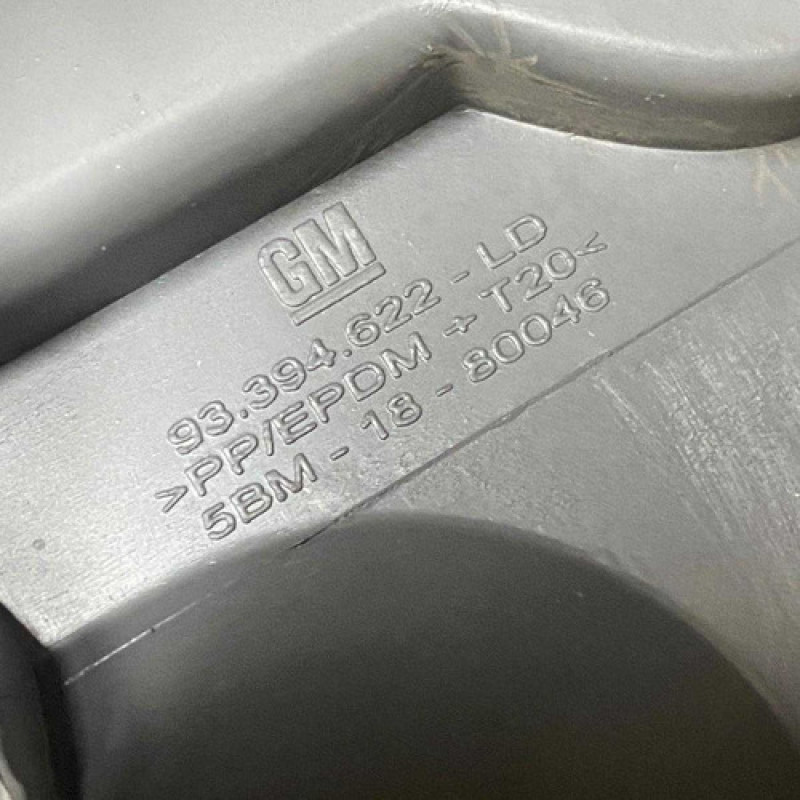 GM
93.394.622 - LD
>PP/EPDM + T20<
5BM - 18 - 80046